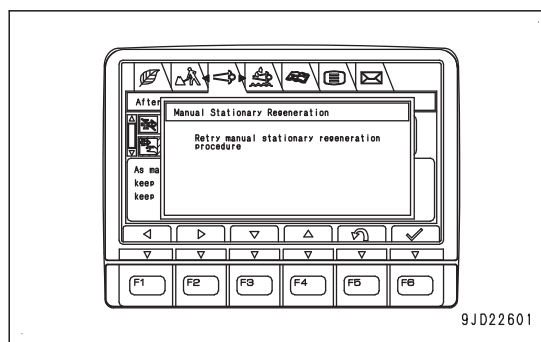 After
Manual Stationary Regeneration
Retry manual stationary regeneration
procedure
As ma
keep
keep
F1 F2 F3 F4 F5 F6
9JD22601